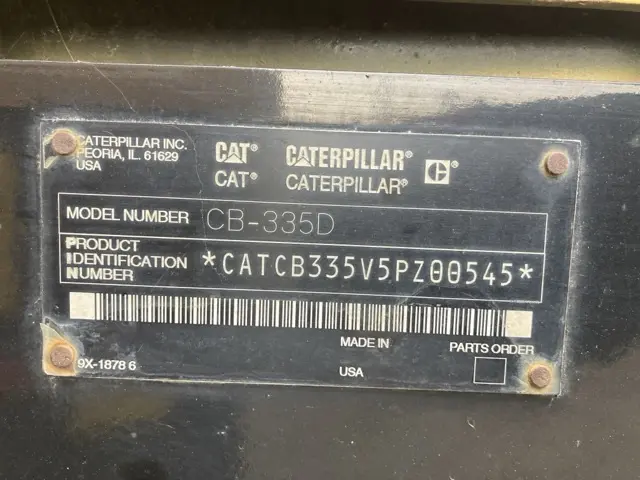 CATERPILLAR INC.
PEORIA, IL. 61629
USA
CAT® CATERPILLAR®
CAT® CATERPILLAR®
MODEL NUMBER CB-335D
PRODUCT
IDENTIFICATION
NUMBER
*CATCB335V5PZ00545*
MADE IN
USA
PARTS ORDER
9X-1878 6